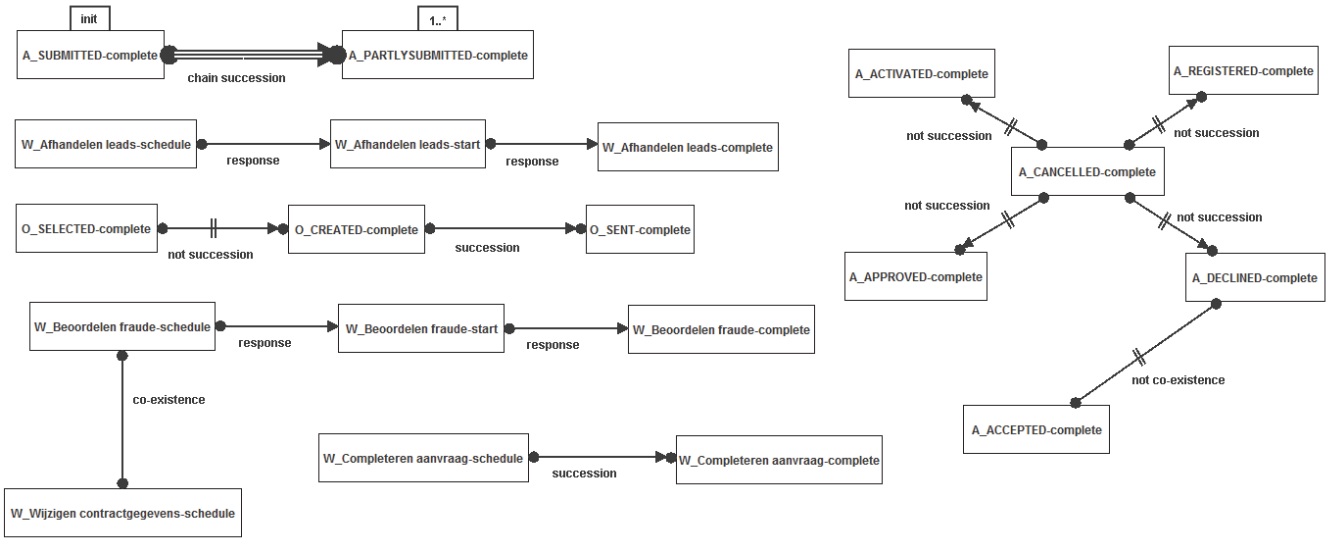 init
1..*
A_SUBMITTED-complete
A_PARTLYSUBMITTED-complete
chain succession
W_Afhandelen leads-schedule
response
W_Afhandelen leads-start
response
W_Afhandelen leads-complete
O_SELECTED-complete
not succession
O_CREATED-complete
succession
O_SENT-complete
W_Beoordelen fraude-schedule
response
W_Beoordelen fraude-start
response
W_Beoordelen fraude-complete
co-existence
W_Wijzigen contractgegevens-schedule
W_Completeren aanvraag-schedule
succession
W_Completeren aanvraag-complete
A_ACTIVATED-complete
A_REGISTERED-complete
not succession
not succession
A_CANCELLED-complete
not succession
not succession
A_APPROVED-complete
A_DECLINED-complete
not co-existence
A_ACCEPTED-complete